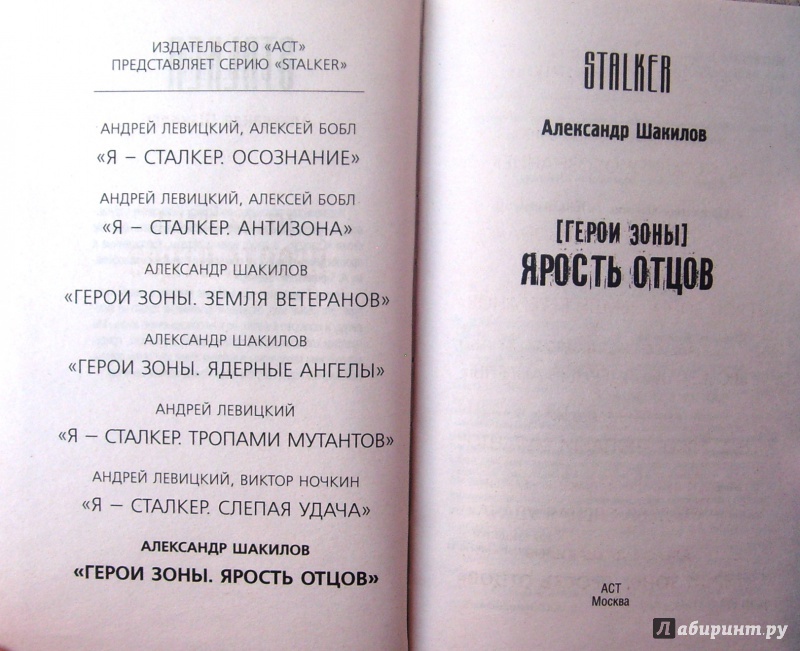 ИЗДАТЕЛЬСТВО «АСТ»
ПРЕДСТАВЛЯЕТ СЕРИЮ «STALKER»
АНДРЕЙ ЛЕВИЦКИЙ, АЛЕКСЕЙ БОБЛ
«Я – СТАЛКЕР. ОСОЗНАНИЕ»
АНДРЕЙ ЛЕВИЦКИЙ, АЛЕКСЕЙ БОБЛ
«Я – СТАЛКЕР. АНТИЗОНА»
АЛЕКСАНДР ШАКИЛОВ
«ГЕРОИ ЗОНЫ. ЗЕМЛЯ ВЕТЕРАНОВ»
АЛЕКСАНДР ШАКИЛОВ
«ГЕРОИ ЗОНЫ. ЯДЕРНЫЕ АНГЕЛЫ»
АНДРЕЙ ЛЕВИЦКИЙ
«Я – СТАЛКЕР. ТРОПАМИ МУТАНТОВ»
АНДРЕЙ ЛЕВИЦКИЙ, ВИКТОР НОЧКИН
«Я – СТАЛКЕР. СЛЕПАЯ УДАЧА»
АЛЕКСАНДР ШАКИЛОВ
«ГЕРОИ ЗОНЫ. ЯРОСТЬ ОТЦОВ»
STALKER
Александр Шакилов
[ГЕРОИ ЗОНЫ]
ЯРОСТЬ ОТЦОВ
АСТ
Москва
Лабиринт.ру